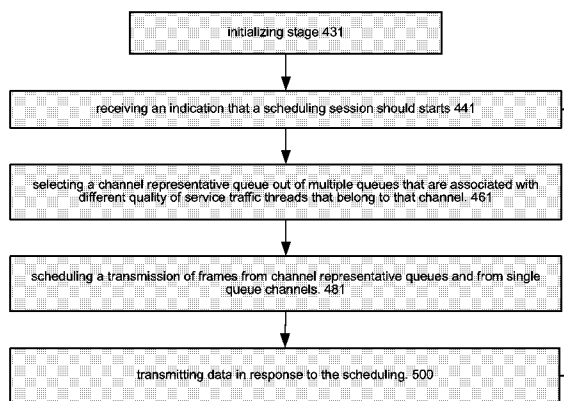 initializing stage 431
receiving an indication that a scheduling session should starts 441
selecting a channel representative queue out of multiple queues that are associated with
different quality of service traffic threads that belong to that channel. 461
scheduling a transmission of frames from channel representative queues and from single
queue channels. 481
transmitting data in response to the scheduling. 500